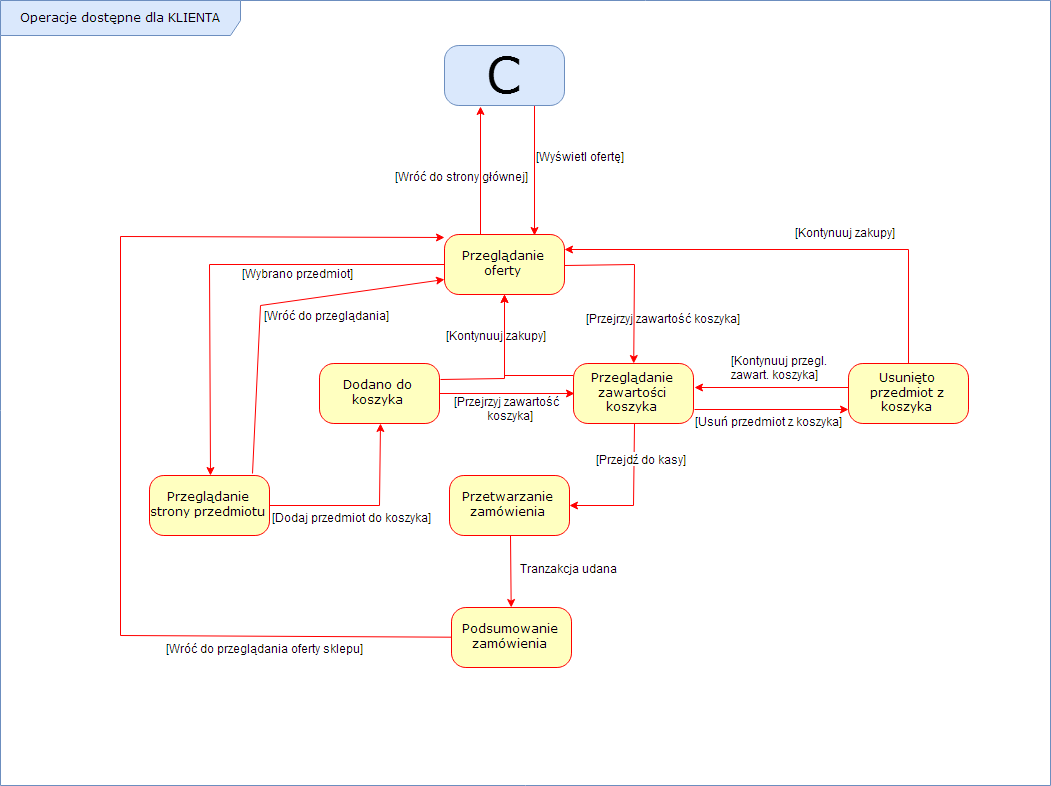 Operacje dostępne dla KLIENTA
C
[Wyświetl ofertę]
[Wróć do strony głównej]
[Kontynuuj zakupy]
Przeglądanie
oferty
[Wybrano przedmiot]
[Wróć do przeglądania]
[Przejrzyj zawartość koszyka]
[Kontynuuj zakupy]
[Kontynuuj przegl.
zawart. koszyka]
Dodano do
koszyka
Przeglądanie
zawartości
koszyka
Usunięto
przedmiot z
koszyka
[Przejrzyj zawartość
koszyka]
[Usuń przedmiot z koszyka]
[Przejdź do kasy]
Przeglądanie
strony przedmiotu
Przetwarzanie
zamówienia
[Dodaj przedmiot do koszyka]
Tranzakcja udana
Podsumowanie
zamówienia
[Wróć do przeglądania oferty sklepu]